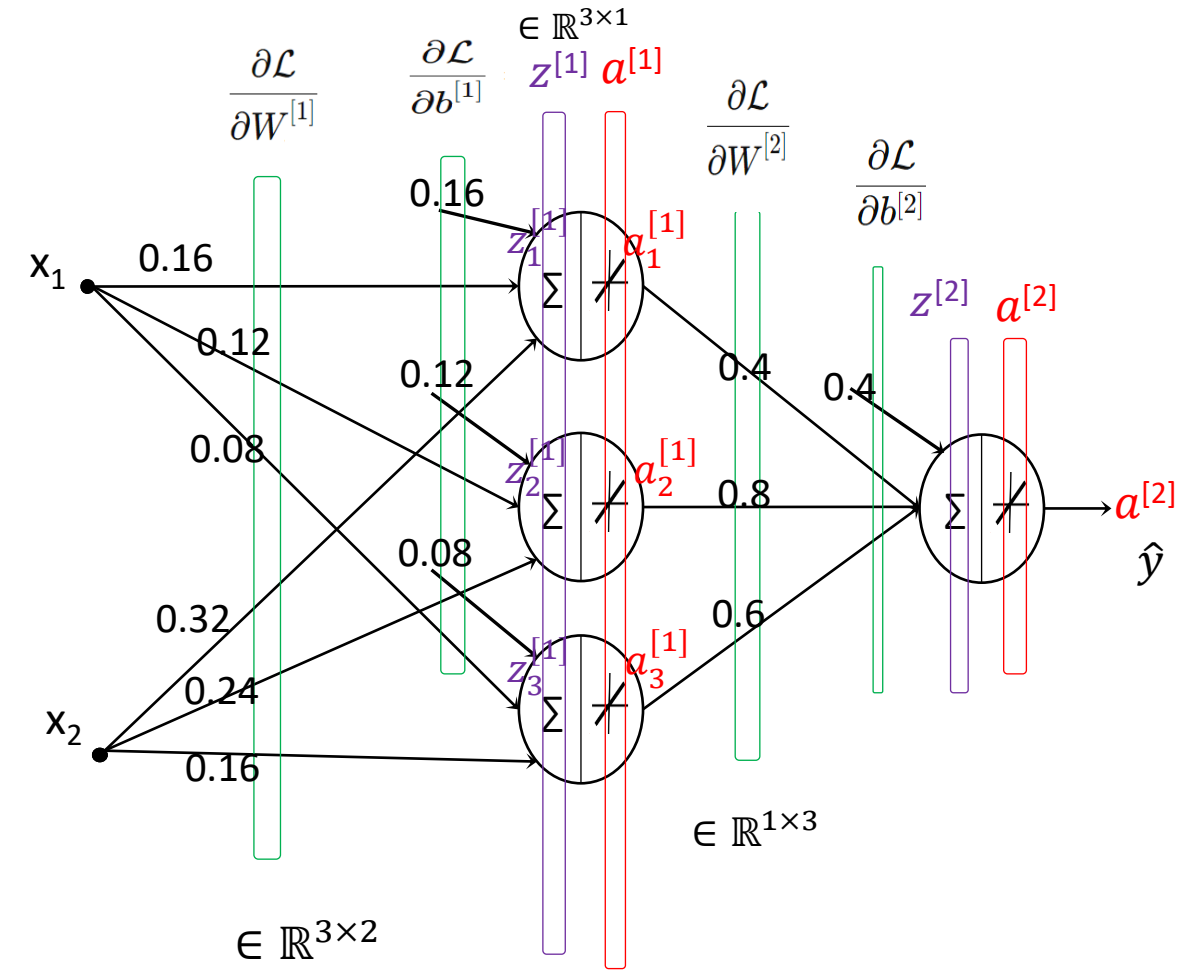 ∈ ℝ^{3×1}
∂ℒ/∂W^{[1]}
∂ℒ/∂b^{[1]}
z^{[1]} a^{[1]}
∂ℒ/∂W^{[2]}
∂ℒ/∂b^{[2]}
0.16
z_1^{[1]} a_1^{[1]}
x_1 0.16
Σ
z^{[2]} a^{[2]}
0.12
0.12
0.4
0.4
0.08
z_2^{[1]} a_2^{[1]}
Σ
0.8
Σ
a^{[2]}
ŷ
0.08
0.32
0.6
z_3^{[1]} a_3^{[1]}
0.24
x_2
Σ
0.16
∈ ℝ^{1×3}
∈ ℝ^{3×2}